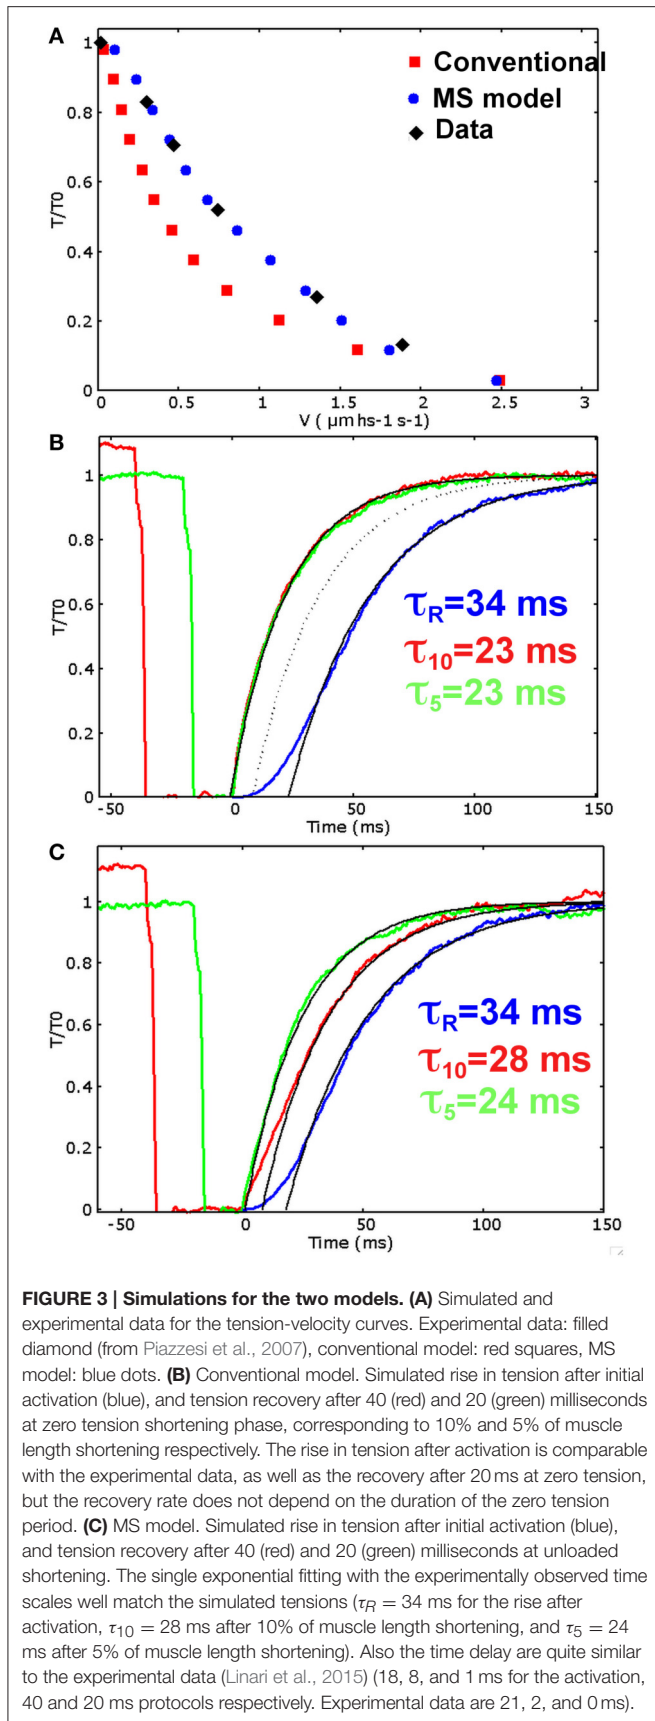 A
Conventional
MS model
Data
1
0.8
0.6
0.4
0.2
0
T/T0
0 0.5 1 1.5 2 2.5 3
V ( μm hs-1 s-1)
B
1
0.8
0.6
0.4
0.2
0
T/T0
τR=34 ms
τ10=23 ms
τ5=23 ms
-50 0 50 100 150
Time (ms)
C
1
0.8
0.6
0.4
0.2
0
T/T0
τR=34 ms
τ10=28 ms
τ5=24 ms
-50 0 50 100 150
Time (ms)
FIGURE 3 | Simulations for the two models. (A) Simulated and
experimental data for the tension-velocity curves. Experimental data: filled
diamond (from Piazzesi et al., 2007), conventional model: red squares, MS
model: blue dots. (B) Conventional model. Simulated rise in tension after initial
activation (blue), and tension recovery after 40 (red) and 20 (green) milliseconds
at zero tension shortening phase, corresponding to 10% and 5% of muscle
length shortening respectively. The rise in tension after activation is comparable
with the experimental data, as well as the recovery after 20 ms at zero tension,
but the recovery rate does not depend on the duration of the zero tension
period. (C) MS model. Simulated rise in tension after initial activation (blue),
and tension recovery after 40 (red) and 20 (green) milliseconds at unloaded
shortening. The single exponential fitting with the experimentally observed time
scales well match the simulated tensions (τR = 34 ms for the rise after
activation, τ10 = 28 ms after 10% of muscle length shortening, and τ5 = 24
ms after 5% of muscle length shortening). Also the time delay are quite similar
to the experimental data (Linari et al., 2015) (18, 8, and 1 ms for the activation,
40 and 20 ms protocols respectively. Experimental data are 21, 2, and 0 ms).